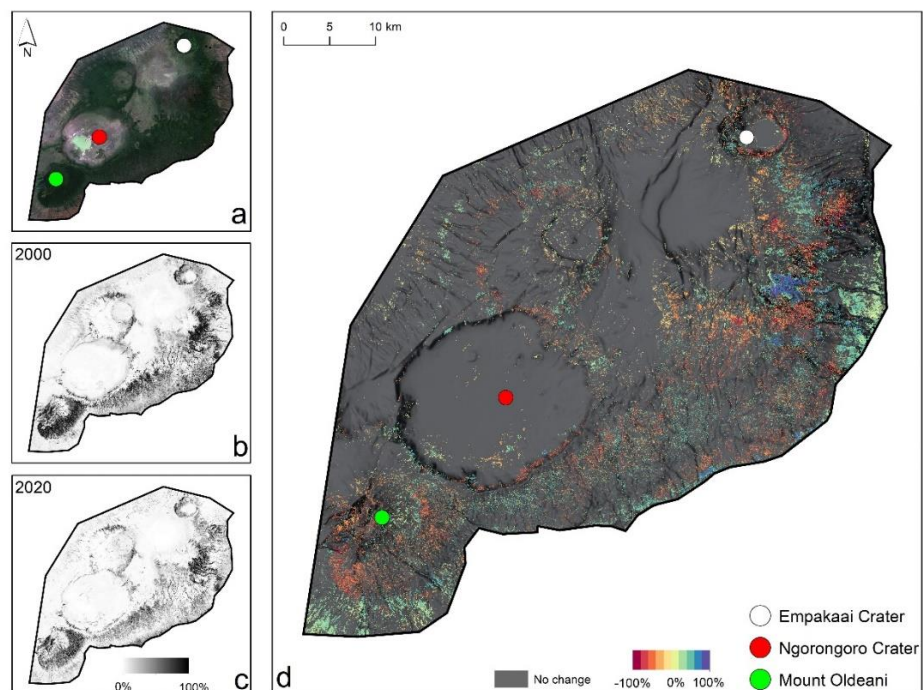 N
a
2000
b
2020
0% 100%
c
0 5 10 km
No change
-100% 0% 100%
Empakaai Crater
Ngorongoro Crater
Mount Oldeani
d